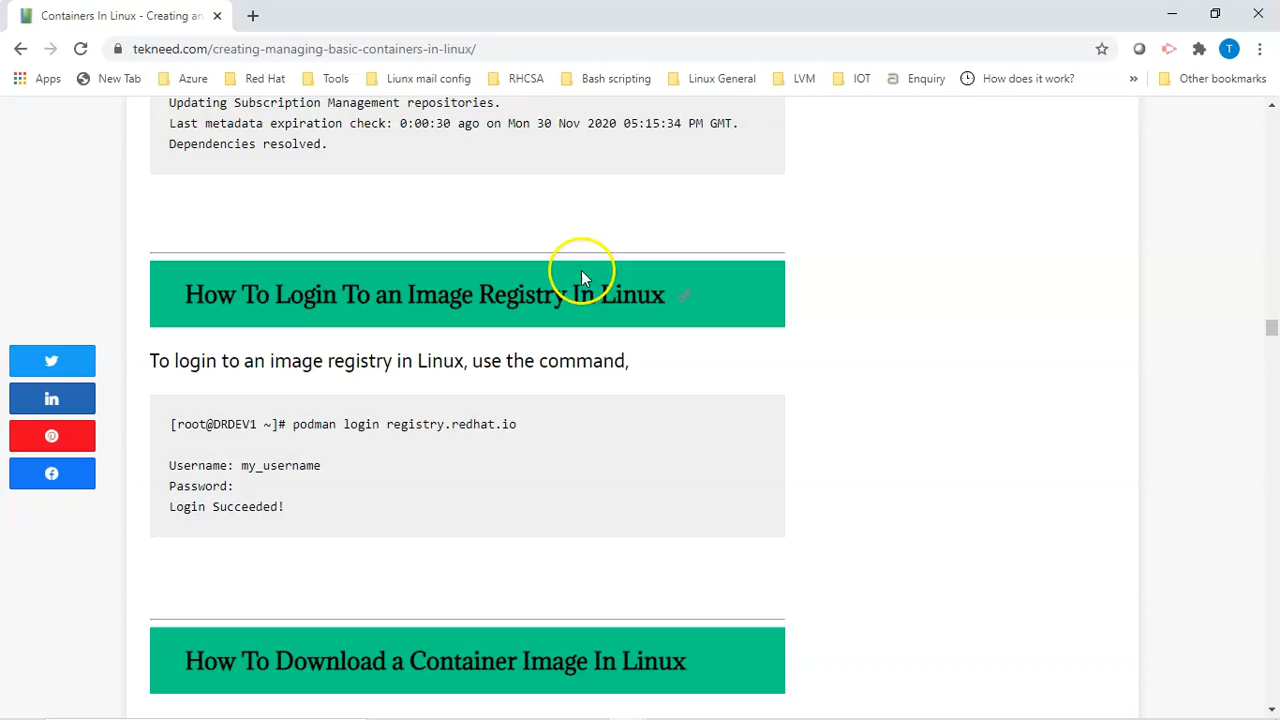 Containers In Linux - Creating an
tekneed.com/creating-managing-basic-containers-in-linux/
T
Apps New Tab Azure Red Hat Tools Liunx mail config RHCSA Bash scripting Linux General LVM IOT Enquiry How does it work? » Other bookmarks
Updating Subscription Management repositories.
Last metadata expiration check: 0:00:30 ago on Mon 30 Nov 2020 05:15:34 PM GMT.
Dependencies resolved.
How To Login To an Image Registry In Linux
To login to an image registry in Linux, use the command,
[root@DRDEV1 ~]# podman login registry.redhat.io
Username: my_username
Password:
Login Succeeded!
How To Download a Container Image In Linux